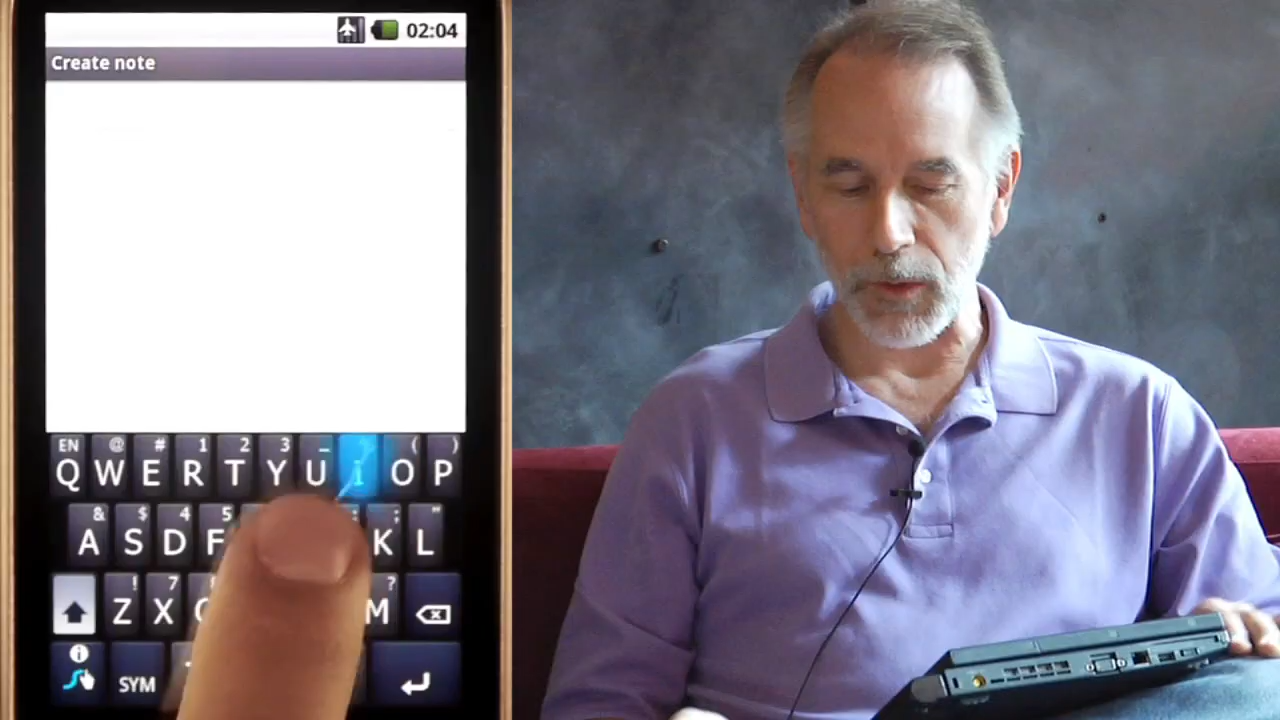 02:04
Create note
EN @ # 1 2 3 _ ( )
Q W E R T Y U I O P
& $ 4 5 : ; "
A S D F K L
! 7 ?
Z X M
SYM